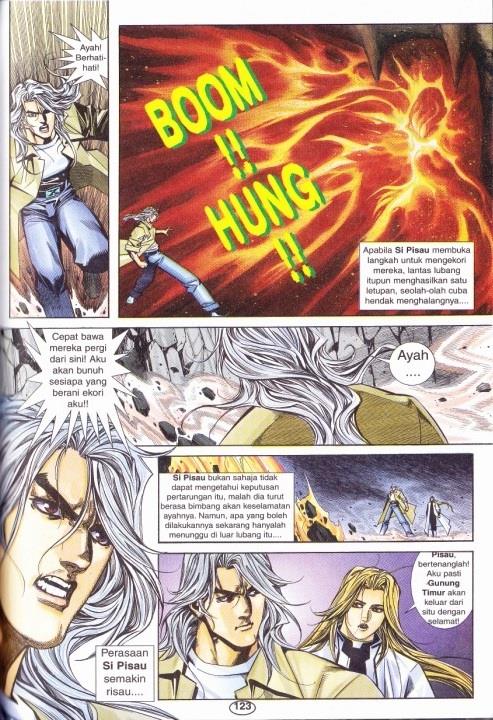 Ayah!
Berhati-
hati!
BOOM
!!
HUNG
!!
Apabila Si Pisau membuka
langkah untuk mengekori
mereka, lantas lubang
itupun menghasilkan satu
letupan, seolah-olah cuba
hendak menghalangnya....
Cepat bawa
mereka pergi
dari sini! Aku
akan bunuh
sesiapa yang
berani ekori
aku!!
Ayah
....
Si Pisau bukan sahaja tidak
dapat mengetahui keputusan
pertarungan itu, malah dia turut
berasa bimbang akan keselamatan
ayahnya. Namun, apa yang boleh
dilakukannya sekarang hanyalah
menunggu di luar lubang itu....
Pisau,
bertenanglah!
Aku pasti
Gunung
Timur akan
keluar dari
situ dengan
selamat!
Perasaan
Si Pisau
semakin
risau....
123